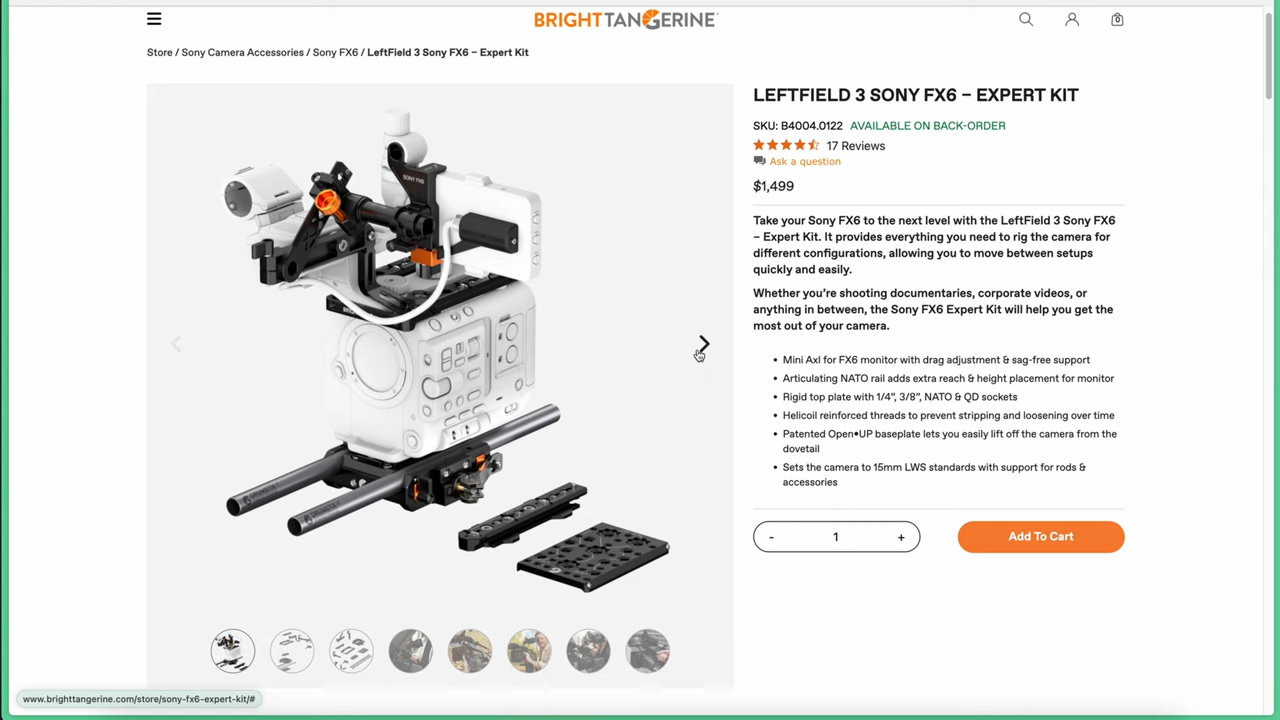 BRIGHTTANGERINE
0
Store / Sony Camera Accessories / Sony FX6 / LeftField 3 Sony FX6 – Expert Kit
LEFTFIELD 3 SONY FX6 – EXPERT KIT
SKU: B4004.0122 AVAILABLE ON BACK-ORDER
17 Reviews
Ask a question
$1,499
Take your Sony FX6 to the next level with the LeftField 3 Sony FX6
– Expert Kit. It provides everything you need to rig the camera for
different configurations, allowing you to move between setups
quickly and easily.
Whether you're shooting documentaries, corporate videos, or
anything in between, the Sony FX6 Expert Kit will help you get the
most out of your camera.
• Mini Axl for FX6 monitor with drag adjustment & sag-free support
• Articulating NATO rail adds extra reach & height placement for monitor
• Rigid top plate with 1/4", 3/8", NATO & QD sockets
• Helicoil reinforced threads to prevent stripping and loosening over time
• Patented Open•UP baseplate lets you easily lift off the camera from the
dovetail
• Sets the camera to 15mm LWS standards with support for rods &
accessories
- 1 +
Add To Cart
SONY FX6
www.brighttangerine.com/store/sony-fx6-expert-kit/#